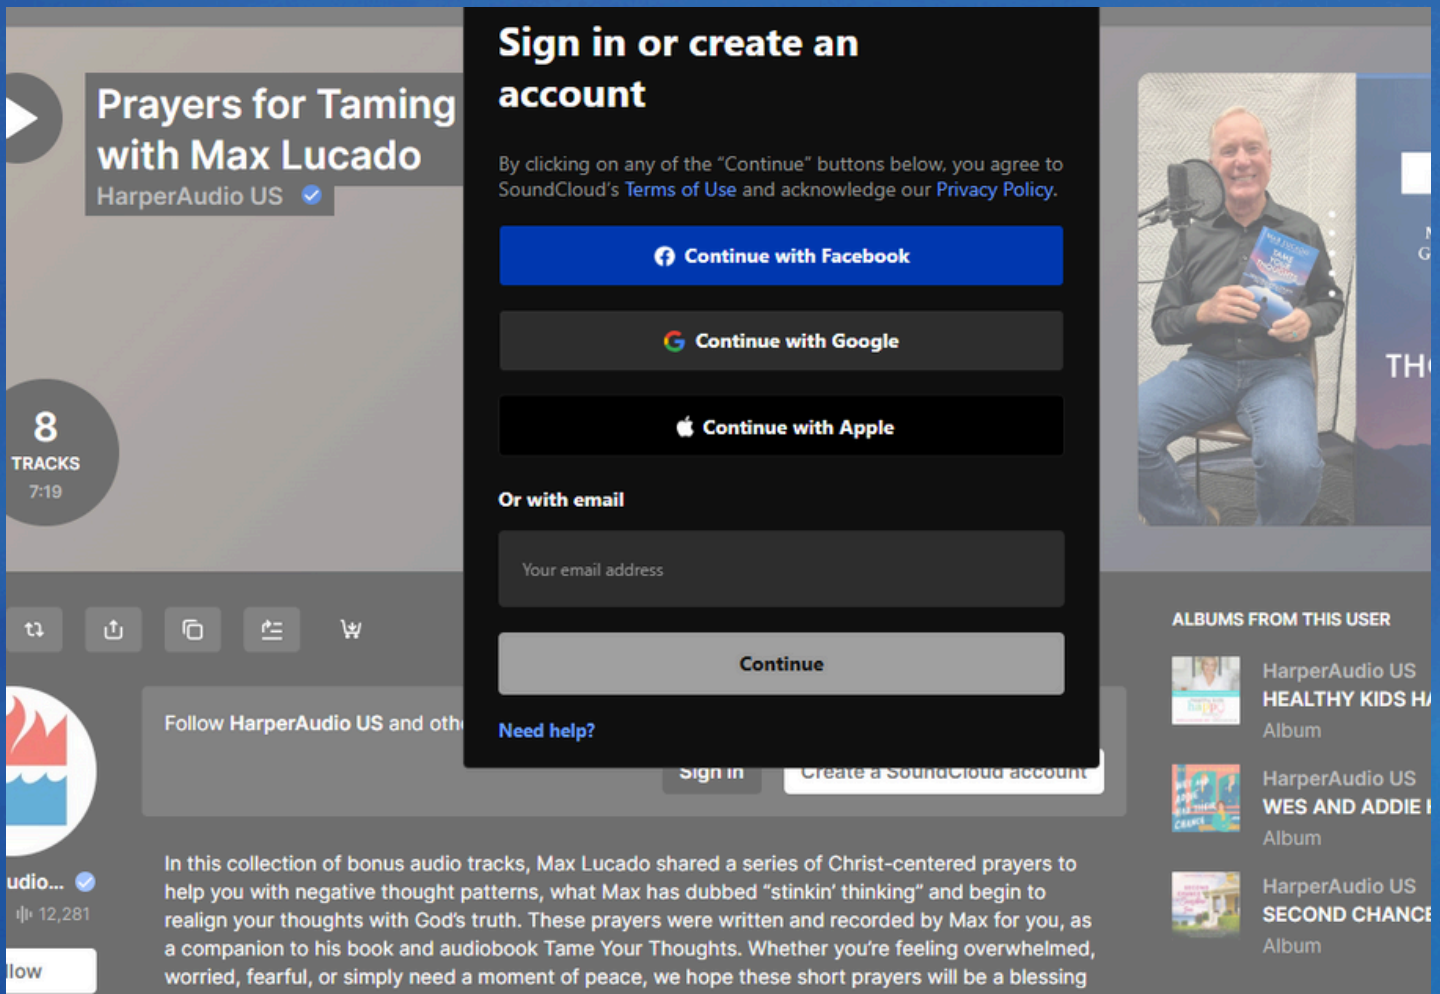 Prayers for Taming
with Max Lucado
HarperAudio US
8
TRACKS
7:19
Sign in or create an
account
By clicking on any of the “Continue” buttons below, you agree to
SoundCloud’s Terms of Use and acknowledge our Privacy Policy.
Continue with Facebook
Continue with Google
Continue with Apple
Or with email
Your email address
Continue
Need help?
MAX LUCADO
TAME
YOUR
THOUGHTS
Follow HarperAudio US and othe
Sign in
Create a SoundCloud account
udio...
12,281
llow
In this collection of bonus audio tracks, Max Lucado shared a series of Christ-centered prayers to
help you with negative thought patterns, what Max has dubbed “stinkin’ thinking” and begin to
realign your thoughts with God’s truth. These prayers were written and recorded by Max for you, as
a companion to his book and audiobook Tame Your Thoughts. Whether you’re feeling overwhelmed,
worried, fearful, or simply need a moment of peace, we hope these short prayers will be a blessing
ALBUMS FROM THIS USER
HarperAudio US
HEALTHY KIDS HA
Album
HarperAudio US
WES AND ADDIE
Album
HarperAudio US
SECOND CHANCE
Album